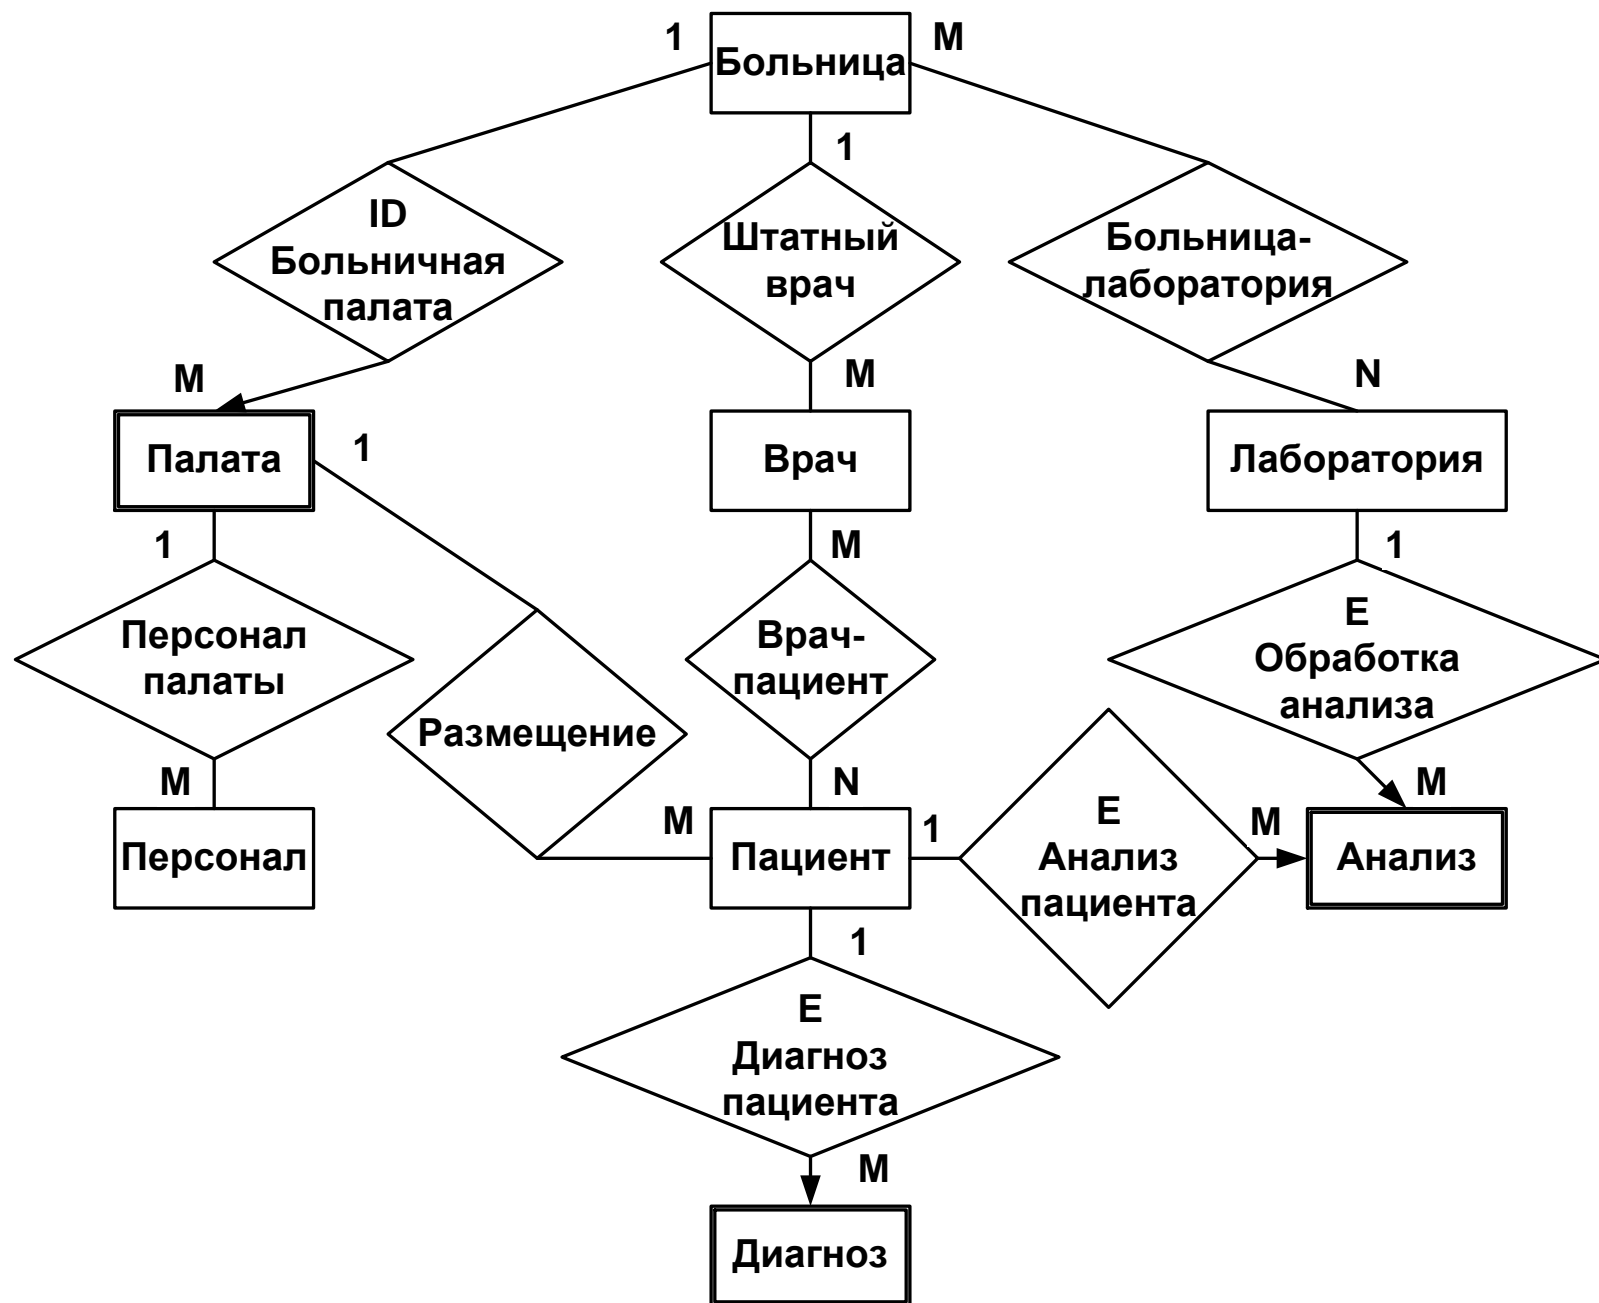 1
Больница
M
1
ID
Больничная
палата
Штатный
врач
Больница-
лаборатория
M
M
N
Палата
1
Врач
Лаборатория
1
M
1
Персонал
палаты
Врач-
пациент
E
Обработка
анализа
Размещение
M
N
M
Персонал
M
Пациент
1
E
Анализ
пациента
M
Анализ
1
E
Диагноз
пациента
M
Диагноз